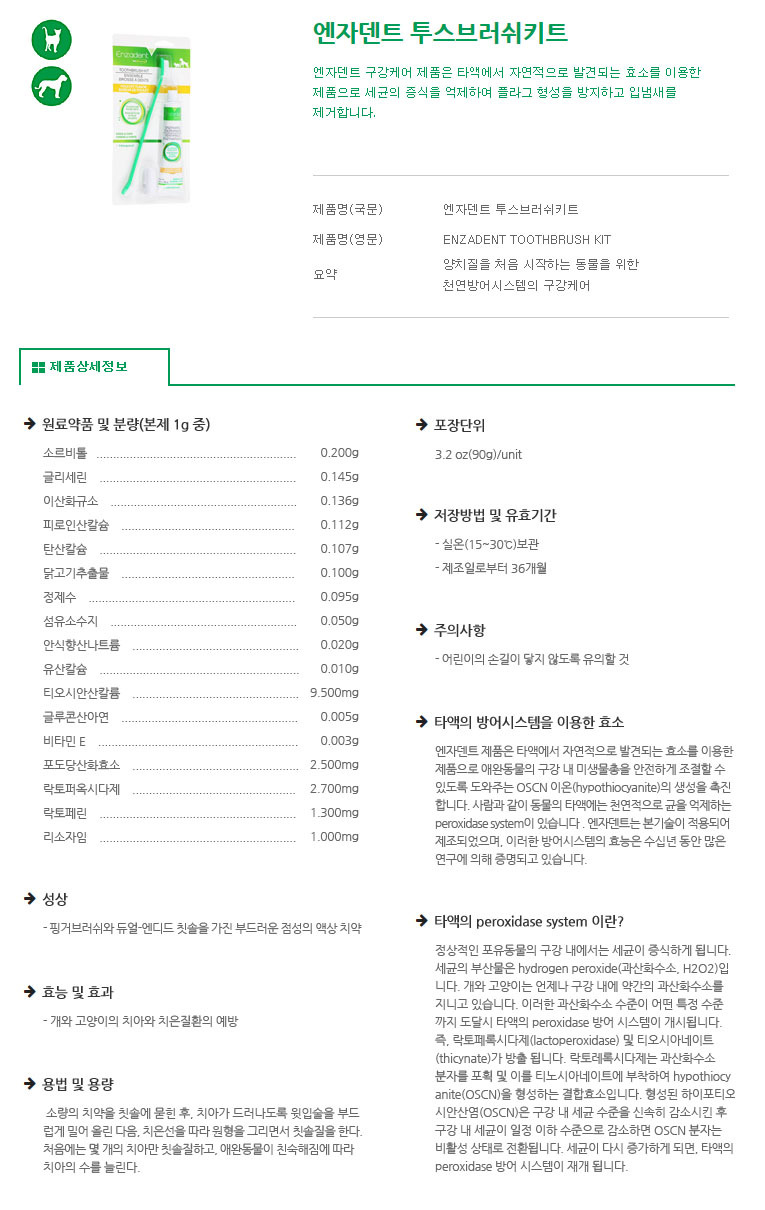 엔자덴트 투스브러쉬키트
엔자덴트 구강케어 제품은 타액에서 자연적으로 발견되는 효소를 이용한
제품으로 세균의 증식을 억제하여 플라그 형성을 방지하고 입냄새를
제거합니다.
Enzadent
제품명(국문) 엔자덴트 투스브러쉬키트
제품명(영문) ENZADENT TOOTHBRUSH KIT
요약 양치질을 처음 시작하는 동물을 위한
천연방어시스템의 구강케어
제품상세정보
원료약품 및 분량(본제 1g 중)
소르비톨 0.200g
글리세린 0.145g
이산화규소 0.136g
피로인산칼슘 0.112g
탄산칼슘 0.107g
닭고기추출물 0.100g
정제수 0.095g
섬유소수지 0.050g
안식향산나트륨 0.020g
유산칼슘 0.010g
티오시안산칼륨 9.500mg
글루콘산아연 0.005g
비타민 E 0.003g
포도당산화효소 2.500mg
락토퍼옥시다제 2.700mg
락토페린 1.300mg
리소자임 1.000mg
성상
- 핑거브러쉬와 듀얼-엔디드 칫솔을 가진 부드러운 점성의 액상 치약
효능 및 효과
- 개와 고양이의 치아와 치은질환의 예방
용법 및 용량
소량의 치약을 칫솔에 묻힌 후, 치아가 드러나도록 윗입술을 부드
럽게 밀어 올린 다음, 치은선을 따라 원형을 그리면서 칫솔질을 한다.
처음에는 몇 개의 치아만 칫솔질하고, 애완동물이 친숙해짐에 따라
치아의 수를 늘린다.
포장단위
3.2 oz(90g)/unit
저장방법 및 유효기간
- 실온(15~30℃)보관
- 제조일로부터 36개월
주의사항
- 어린이의 손길이 닿지 않도록 유의할 것
타액의 방어시스템을 이용한 효소
엔자덴트 제품은 타액에서 자연적으로 발견되는 효소를 이용한
제품으로 애완동물의 구강 내 미생물총을 안전하게 조절할 수
있도록 도와주는 OSCN 이온(hypothiocyanite)의 생성을 촉진
합니다. 사람과 같이 동물의 타액에는 천연적으로 균을 억제하는
peroxidase system이 있습니다 . 엔자덴트는 본기술이 적용되어
제조되었으며, 이러한 방어시스템의 효능은 수십년 동안 많은
연구에 의해 증명되고 있습니다.
타액의 peroxidase system 이란?
정상적인 포유동물의 구강 내에서는 세균이 증식하게 됩니다.
세균의 부산물은 hydrogen peroxide(과산화수소, H2O2)입
니다. 개와 고양이는 언제나 구강 내에 약간의 과산화수소를
지니고 있습니다. 이러한 과산화수소 수준이 어떤 특정 수준
까지 도달시 타액의 peroxidase 방어 시스템이 개시됩니다.
즉, 락토페록시다제(lactoperoxidase) 및 티오시아네이트
(thicynate)가 방출 됩니다. 락토레록시다제는 과산화수소
분자를 포획 및 이를 티노시아네이트에 부착하여 hypothiocy
anite(OSCN)을 형성하는 결합효소입니다. 형성된 하이포티오
시안산염(OSCN)은 구강 내 세균 수준을 신속히 감소시킨 후
구강 내 세균이 일정 이하 수준으로 감소하면 OSCN 분자는
비활성 상태로 전환됩니다. 세균이 다시 증가하게 되면, 타액의
peroxidase 방어 시스템이 재개 됩니다.